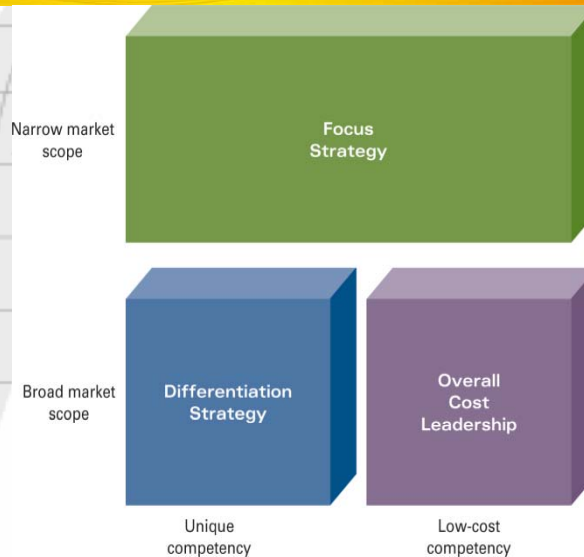 Narrow market
scope
Focus
Strategy
Broad market
scope
Differentiation
Strategy
Overall
Cost
Leadership
Unique
competency
Low-cost
competency